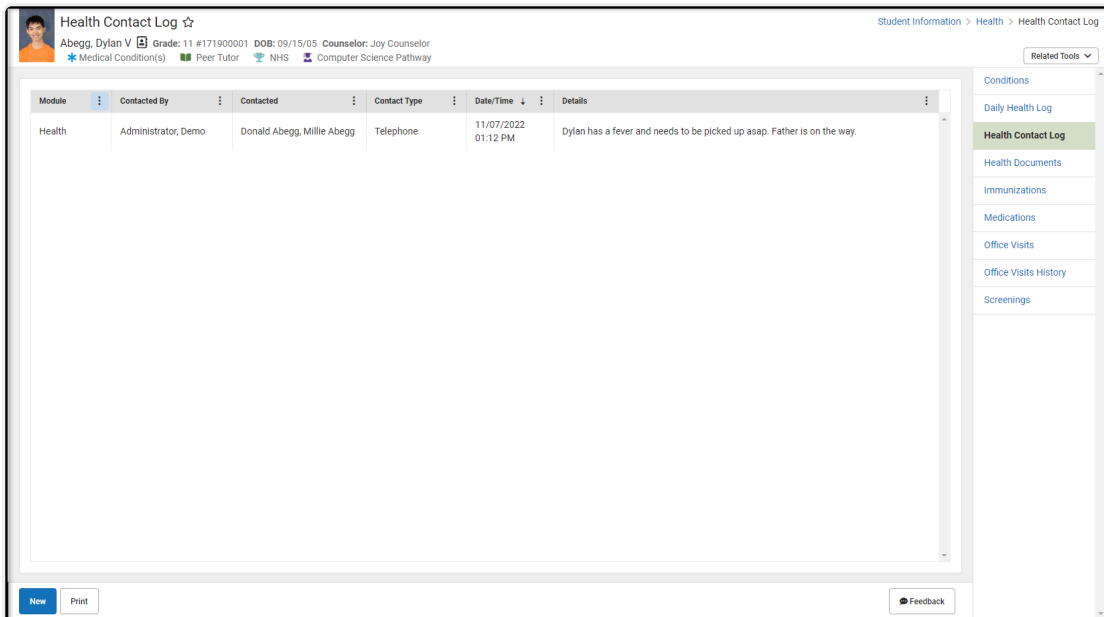 Health Contact Log
Student Information > Health > Health Contact Log
Abegg, Dylan V Grade: 11 #171900001 DOB: 09/15/05 Counselor: Joy Counselor
Medical Condition(s) Peer Tutor NHS Computer Science Pathway
Related Tools
Module Contacted By Contacted Contact Type Date/Time ↓ Details
Health Administrator, Demo Donald Abegg, Millie Abegg Telephone 11/07/2022 Dylan has a fever and needs to be picked up asap. Father is on the way.
01:12 PM
Conditions
Daily Health Log
Health Contact Log
Health Documents
Immunizations
Medications
Office Visits
Office Visits History
Screenings
New Print Feedback